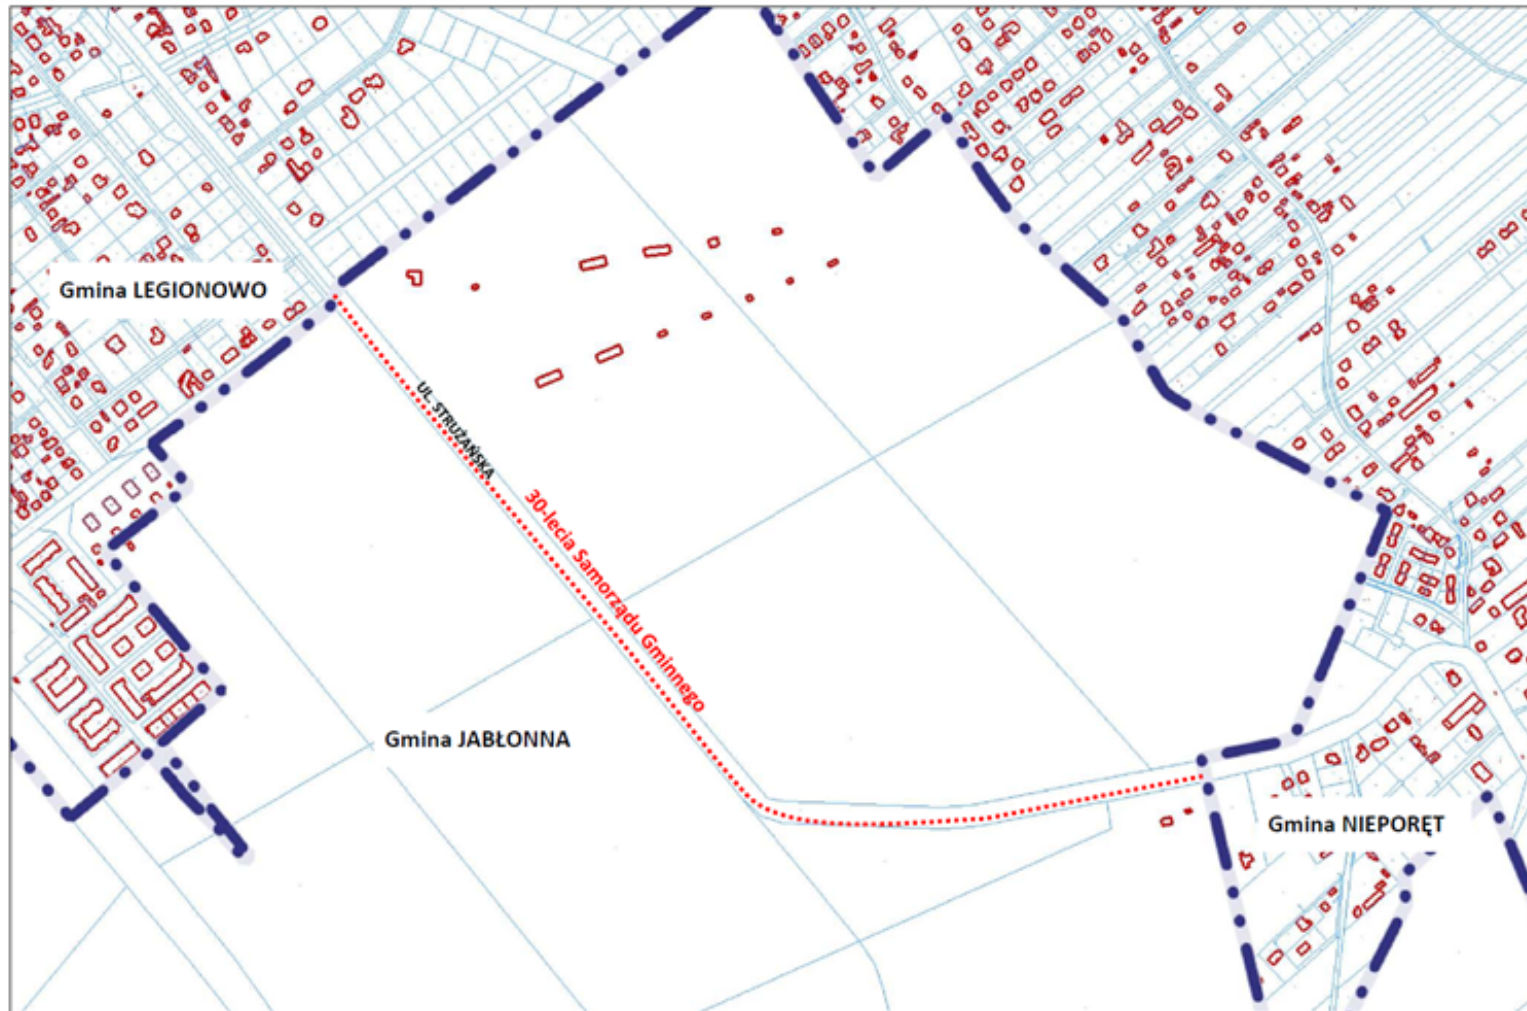 Gmina LEGIONOWO
UL. STRUŻAŃSKA
30-lecia Samorządu Gminnego
Gmina JABŁONNA
Gmina NIEPORĘT